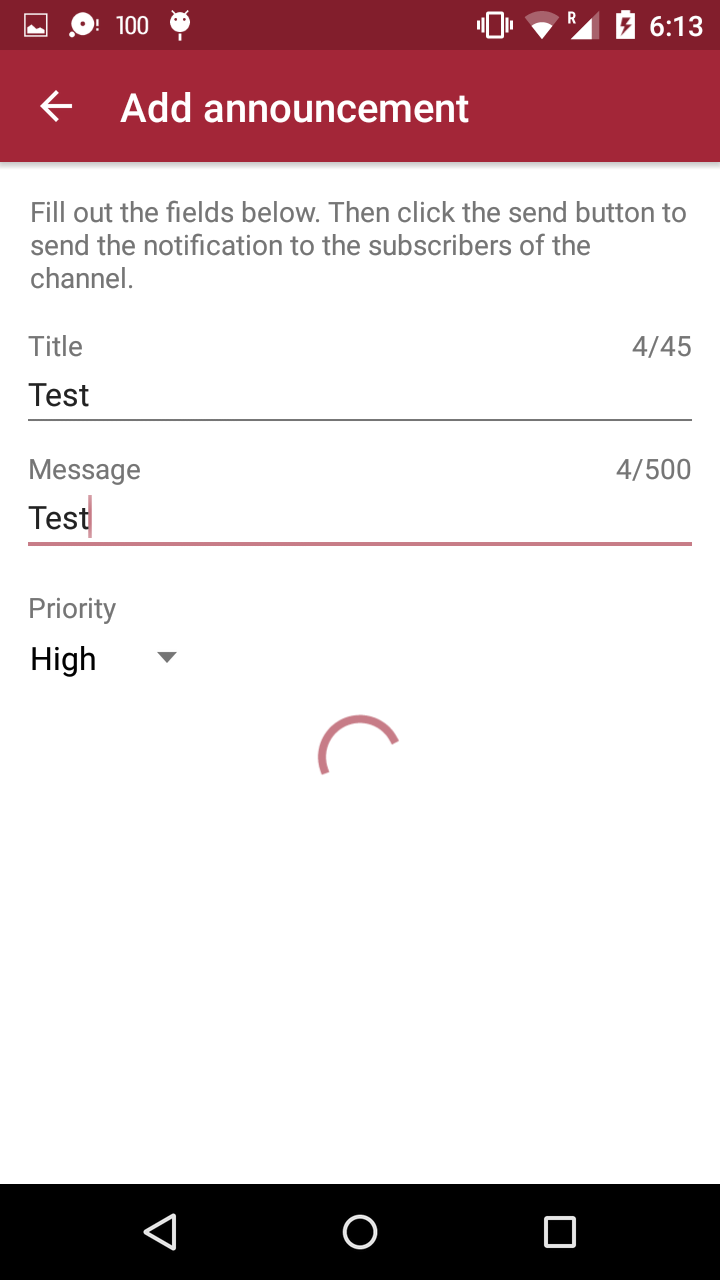 100 R 6:13
Add announcement
Fill out the fields below. Then click the send button to
send the notification to the subscribers of the
channel.
Title 4/45
Test
Message 4/500
Test
Priority
High